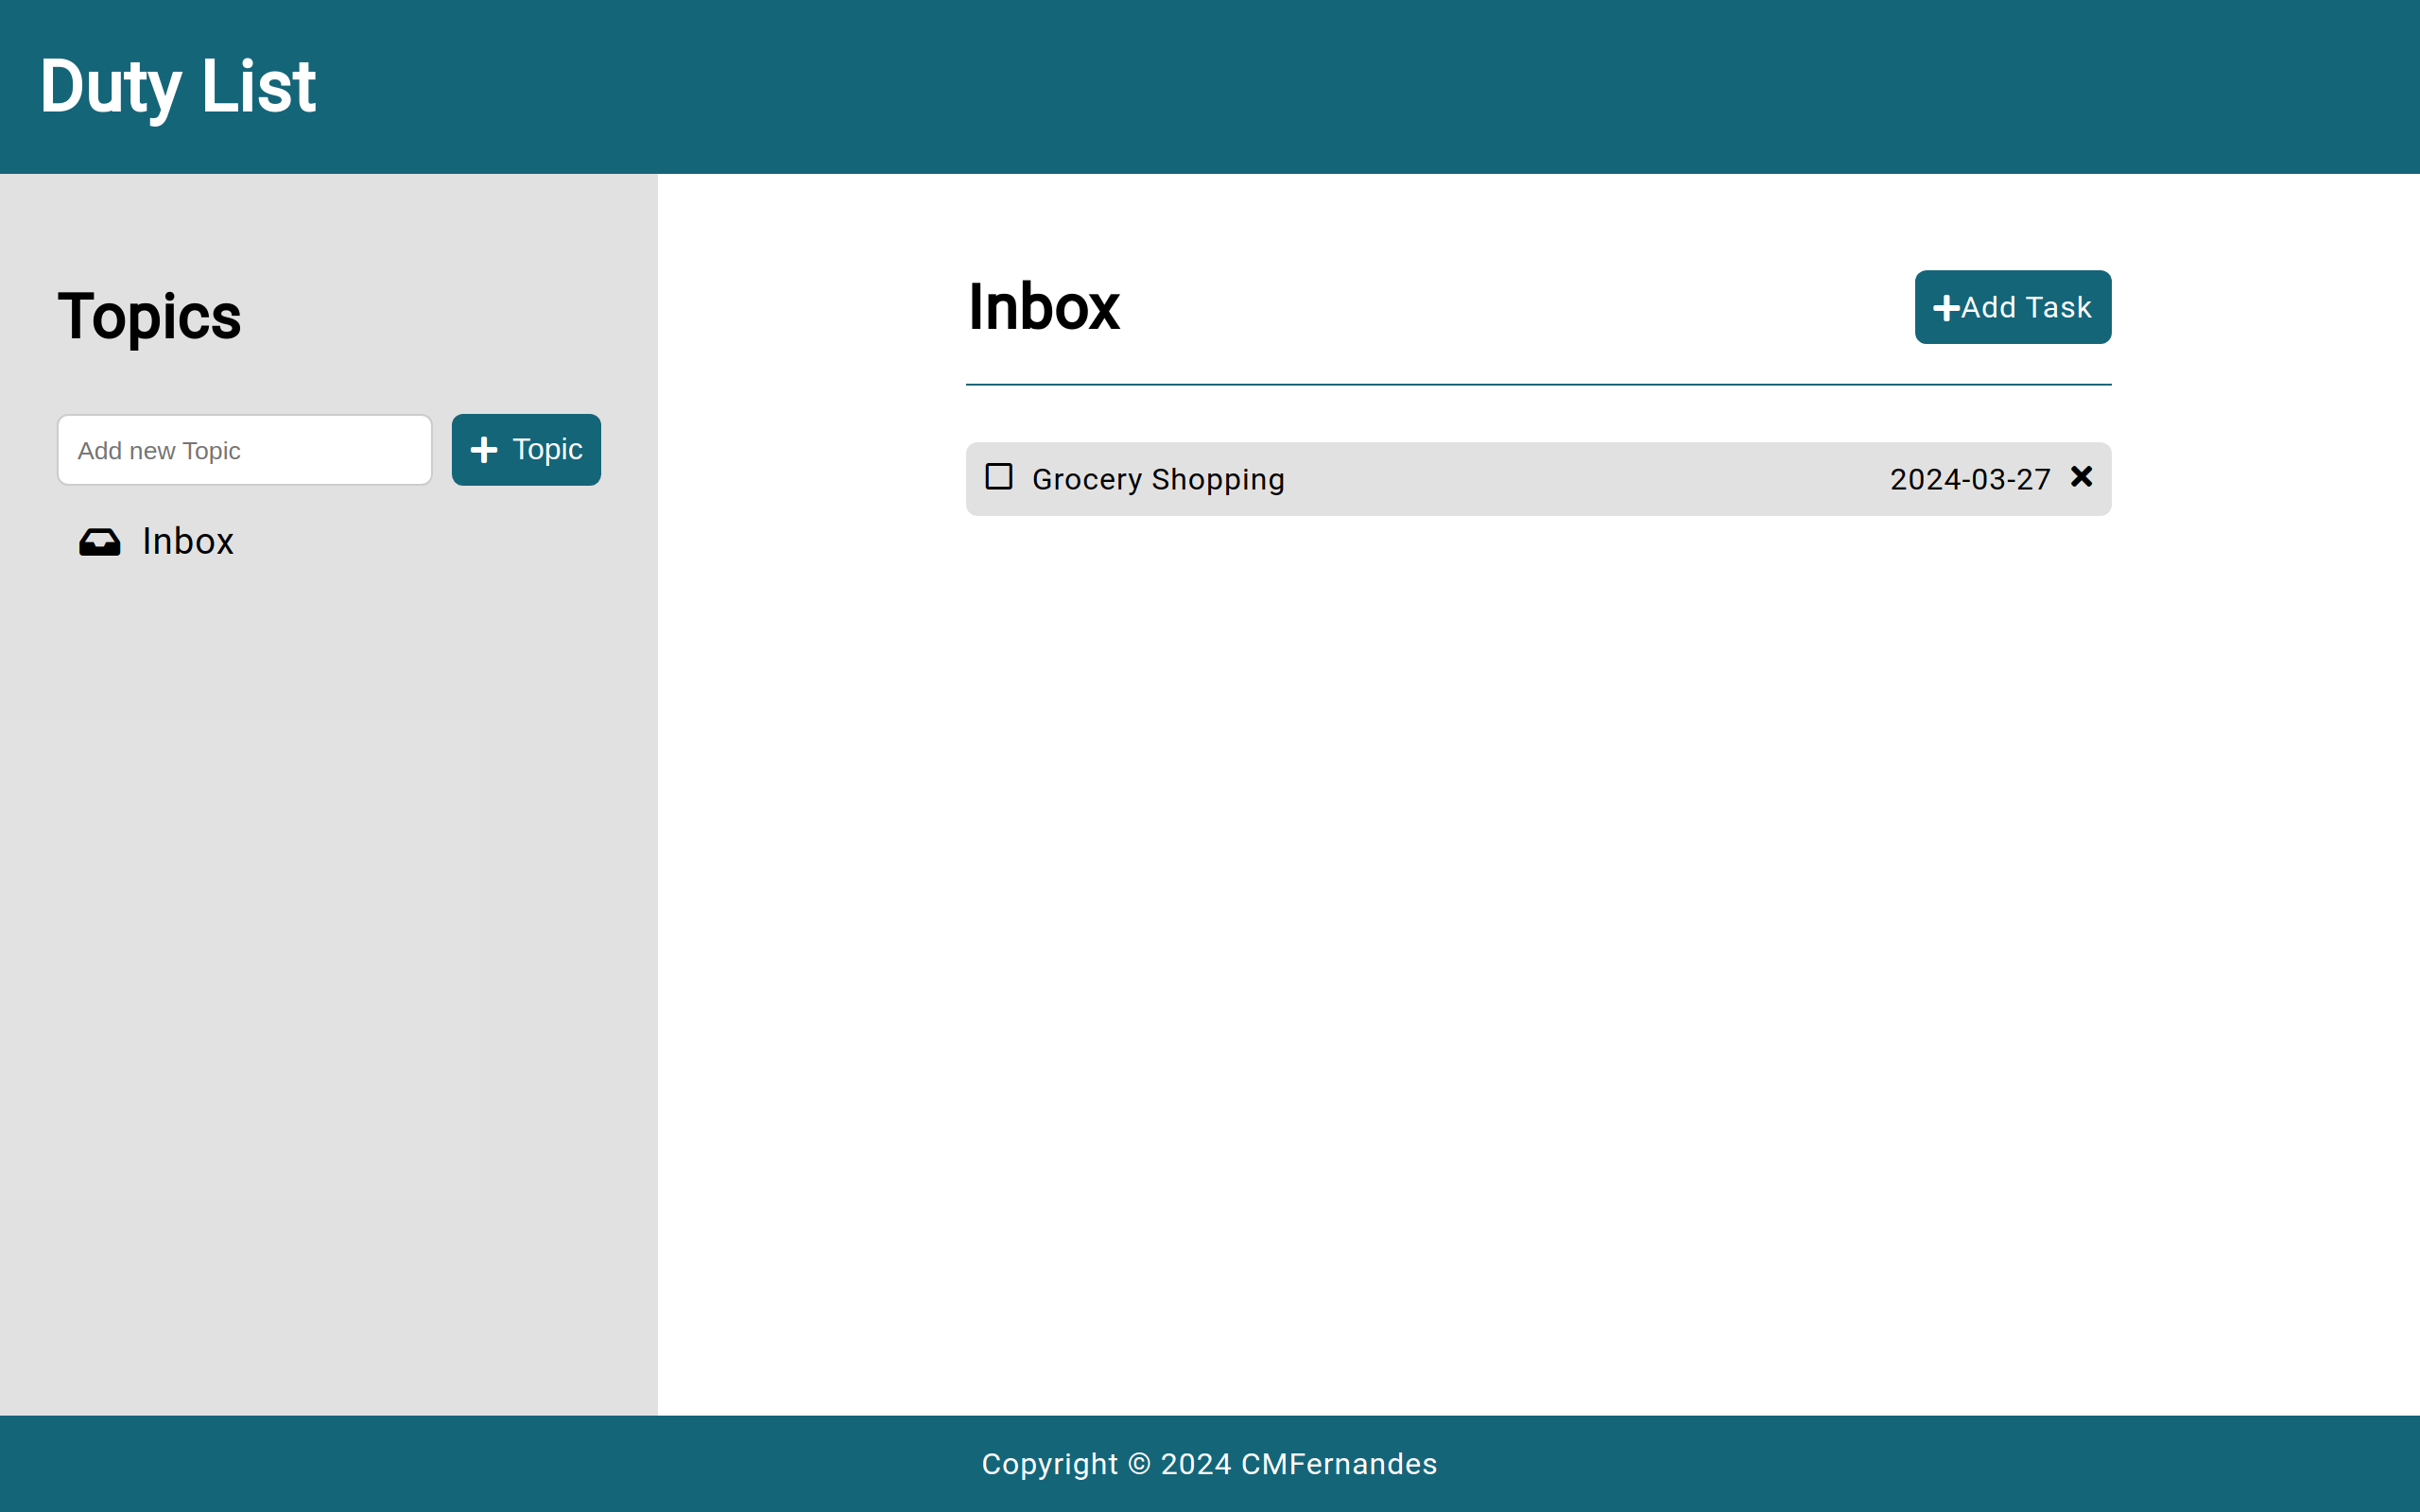 Duty List
Topics
Add new Topic
Topic
Inbox
Inbox
Add Task
Grocery Shopping
2024-03-27
Copyright © 2024 CMFernandes